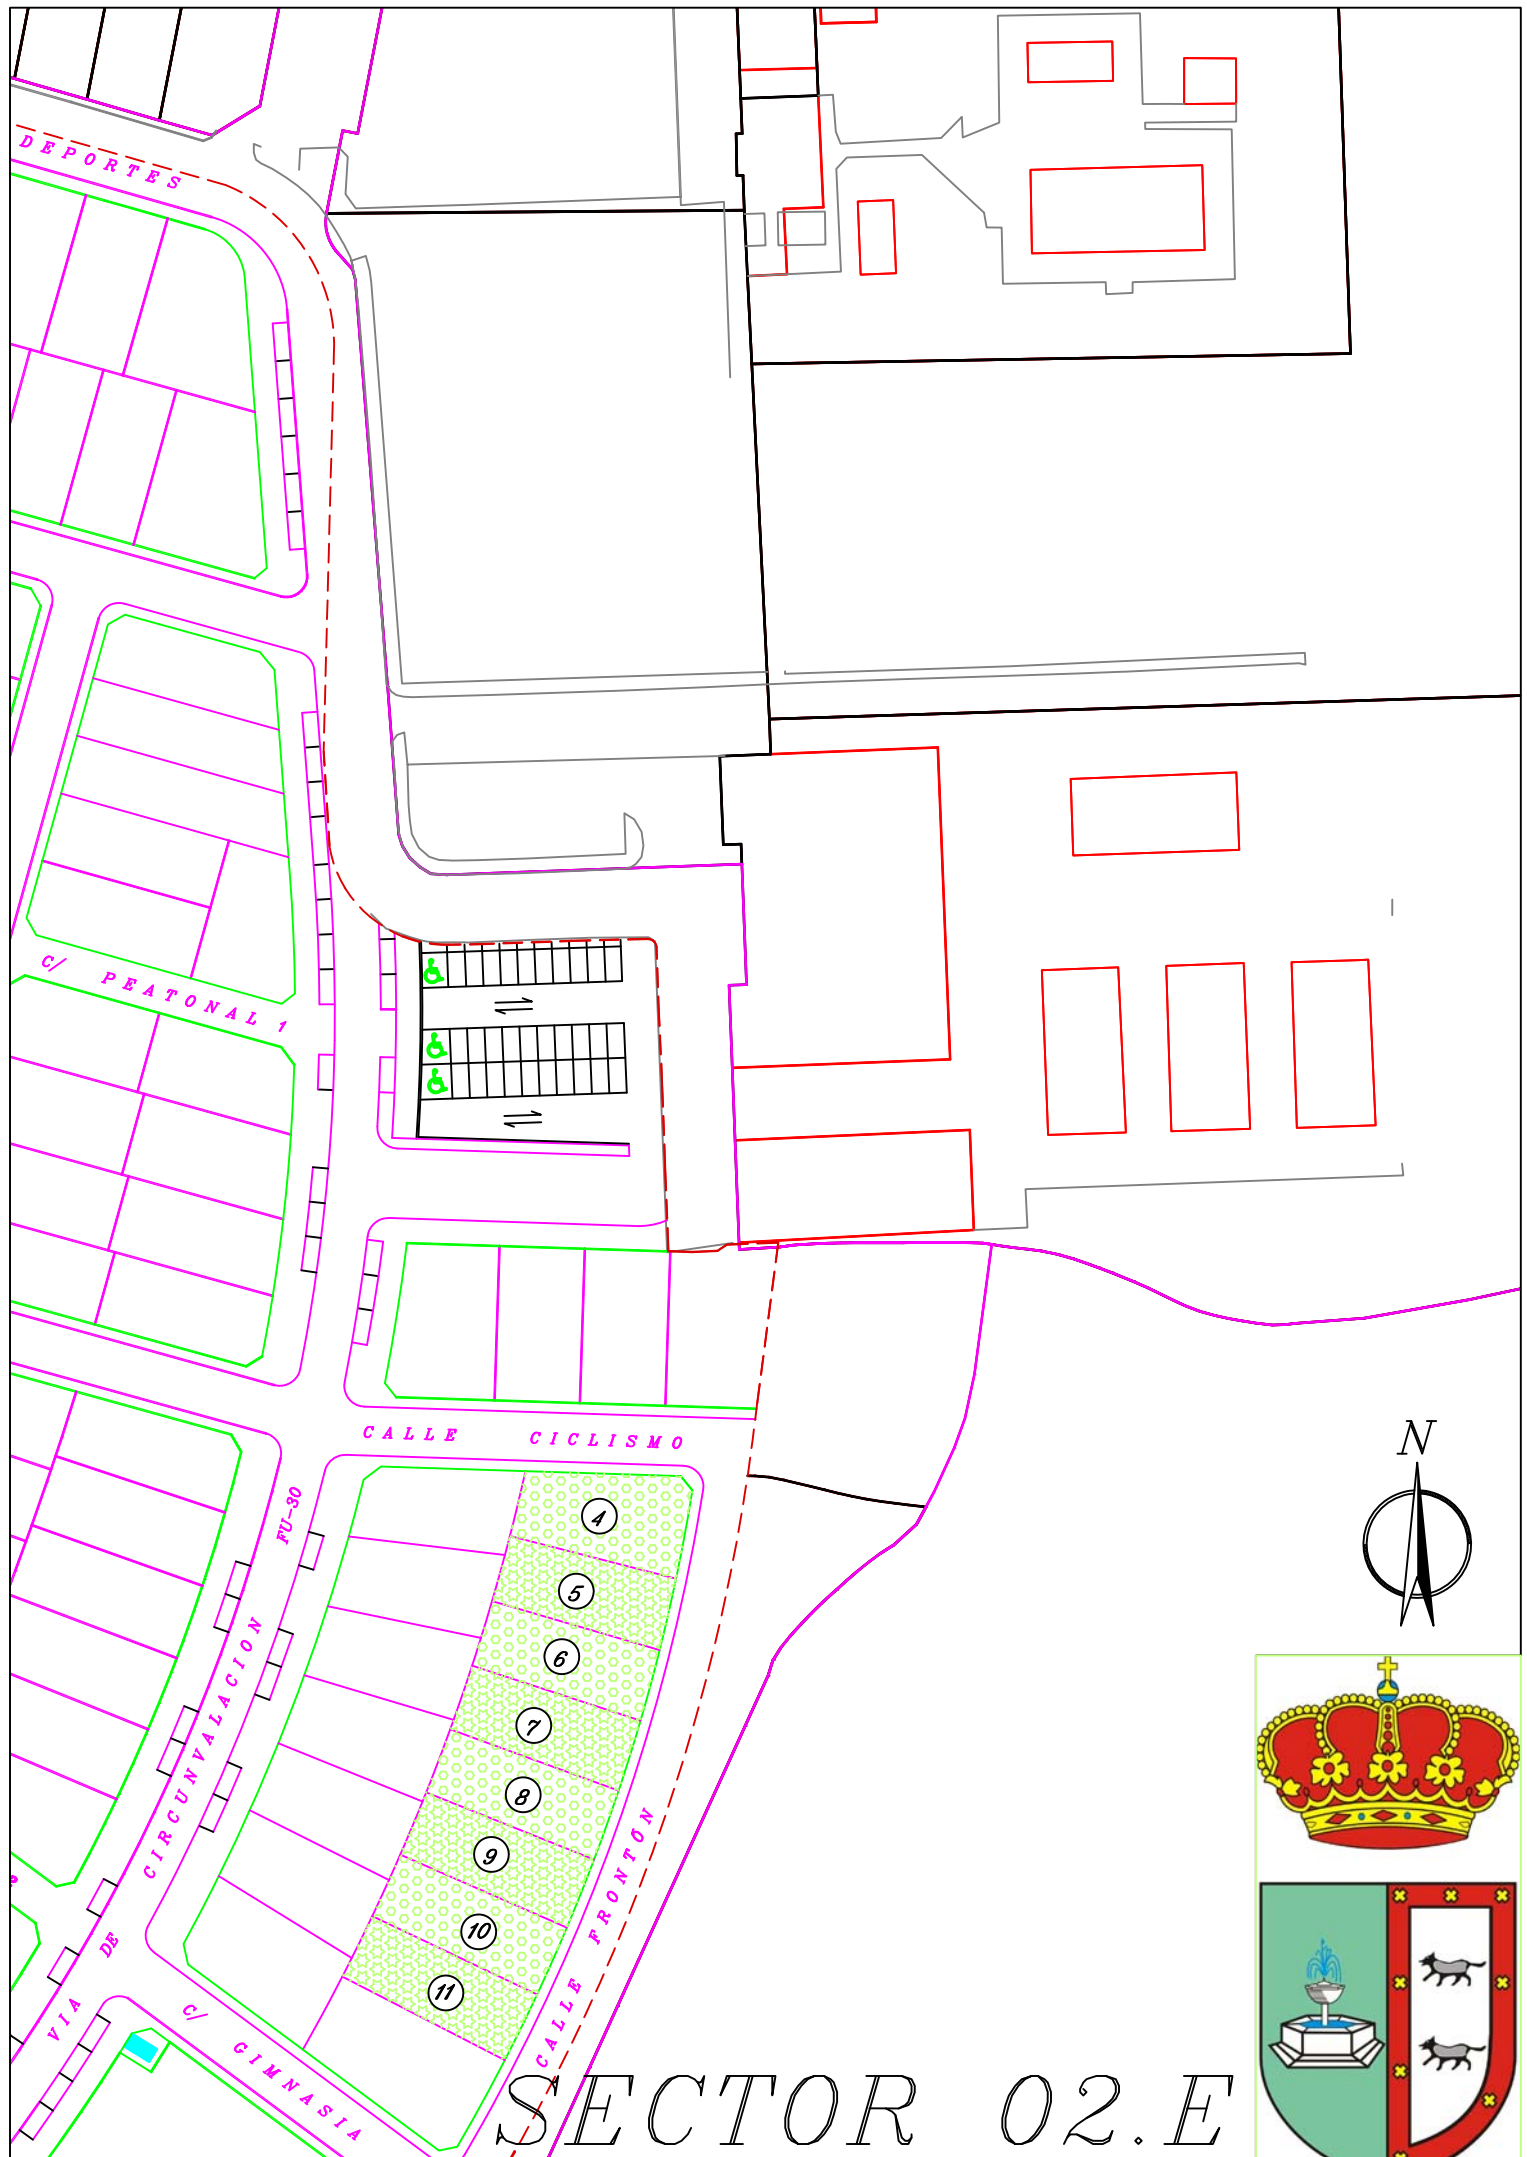 DEPORTES
C/ PEATONAL 1
CALLE CICLISMO
N
FU-30
4
5
6
7
8
9
10
11
VIA DE CIRCUNVALACION
CALLE FRONTÓN
C/ GIMNASIA
SECTOR 02.E